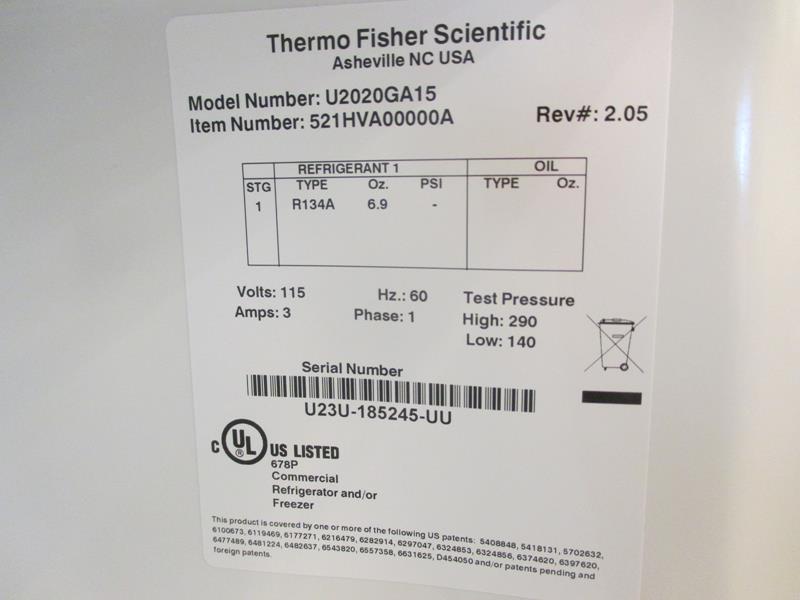 Thermo Fisher Scientific
Asheville NC USA
Model Number: U2020GA15
Item Number: 521HVA00000A Rev#: 2.05
REFRIGERANT 1 OIL
STG TYPE Oz. PSI TYPE Oz.
1 R134A 6.9 -
Volts: 115 Hz.: 60 Test Pressure
Amps: 3 Phase: 1 High: 290
Low: 140
Serial Number
U23U-185245-UU
C UL ® US LISTED
678P
Commercial
Refrigerator and/or
Freezer
This product is covered by one or more of the following US patents: 5408848, 5418131, 5702632,
6100673, 6119469, 6177271, 6216479, 6282914, 6297047, 6324853, 6324856, 6374620, 6397620,
6477489, 6481224, 6482637, 6543820, 6557358, 6631625, D454050 and/or patents pending and
foreign patents.